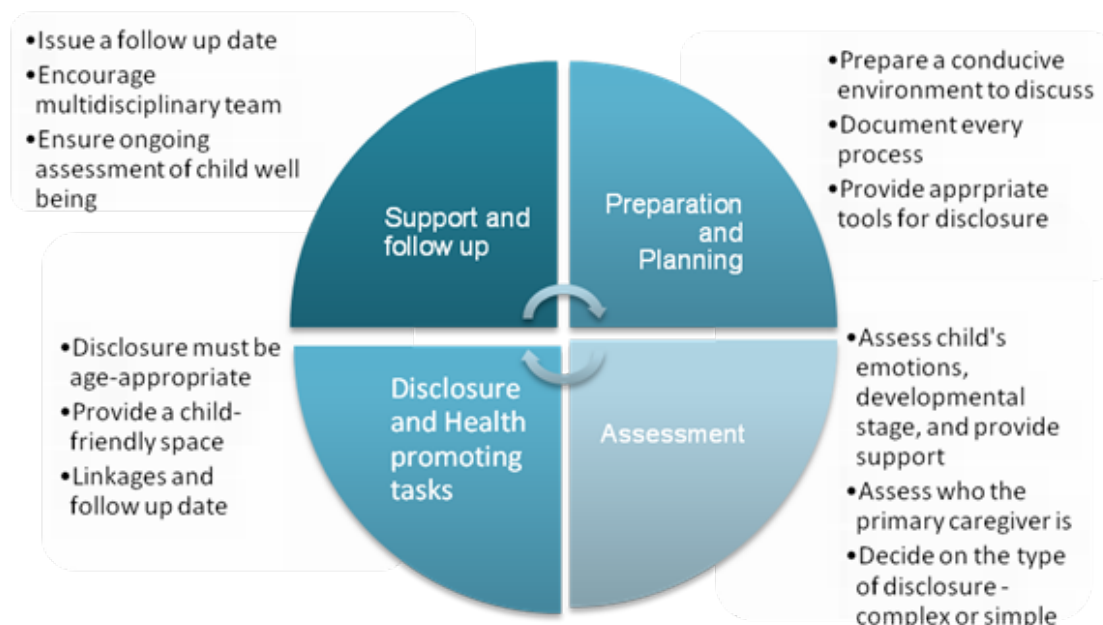 •Issue a follow up date
•Encourage
multidisciplinary team
•Ensure ongoing
assessment of child well
being
Support and
follow up
Preparation
and
Planning
•Prepare a conducive
environment to discuss
•Document every
process
•Provide apprpriate
tools for disclosure
•Disclosure must be
age-appropriate
•Provide a child-
friendly space
•Linkages and
follow up date
Disclosure
and Health
promoting
tasks
Assessment
•Assess child's
emotions,
developmental
stage, and provide
support
•Assess who the
primary caregiver is
•Decide on the type
of disclosure -
complex or simple